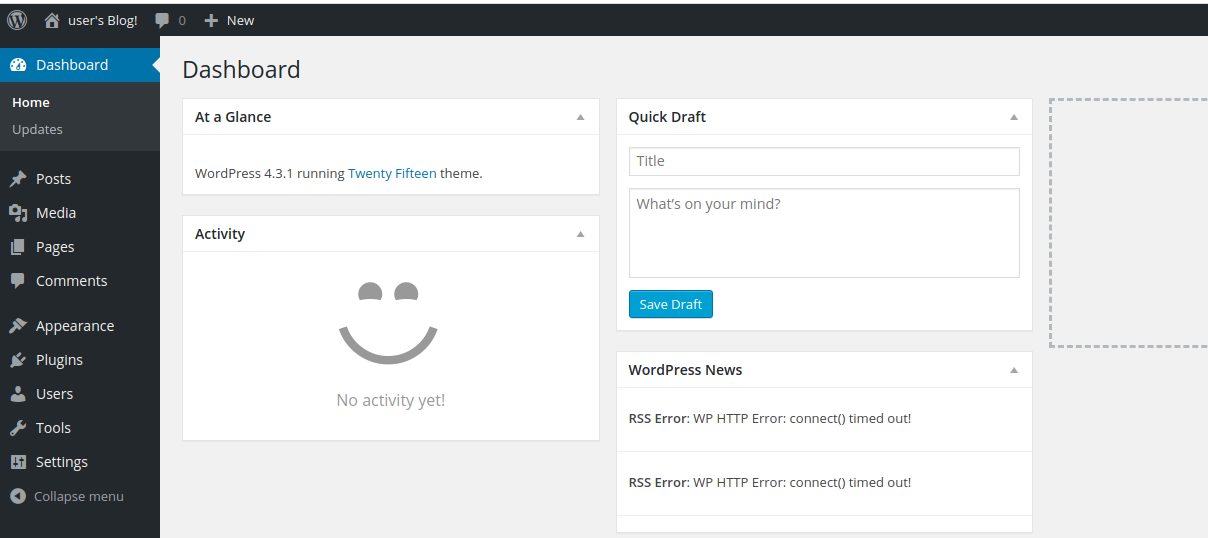 user's Blog! 0 New
Dashboard
Home
Updates
Posts
Media
Pages
Comments
Appearance
Plugins
Users
Tools
Settings
Collapse menu
Dashboard
At a Glance
WordPress 4.3.1 running Twenty Fifteen theme.
Activity
No activity yet!
Quick Draft
Title
What's on your mind?
Save Draft
WordPress News
RSS Error: WP HTTP Error: connect() timed out!
RSS Error: WP HTTP Error: connect() timed out!